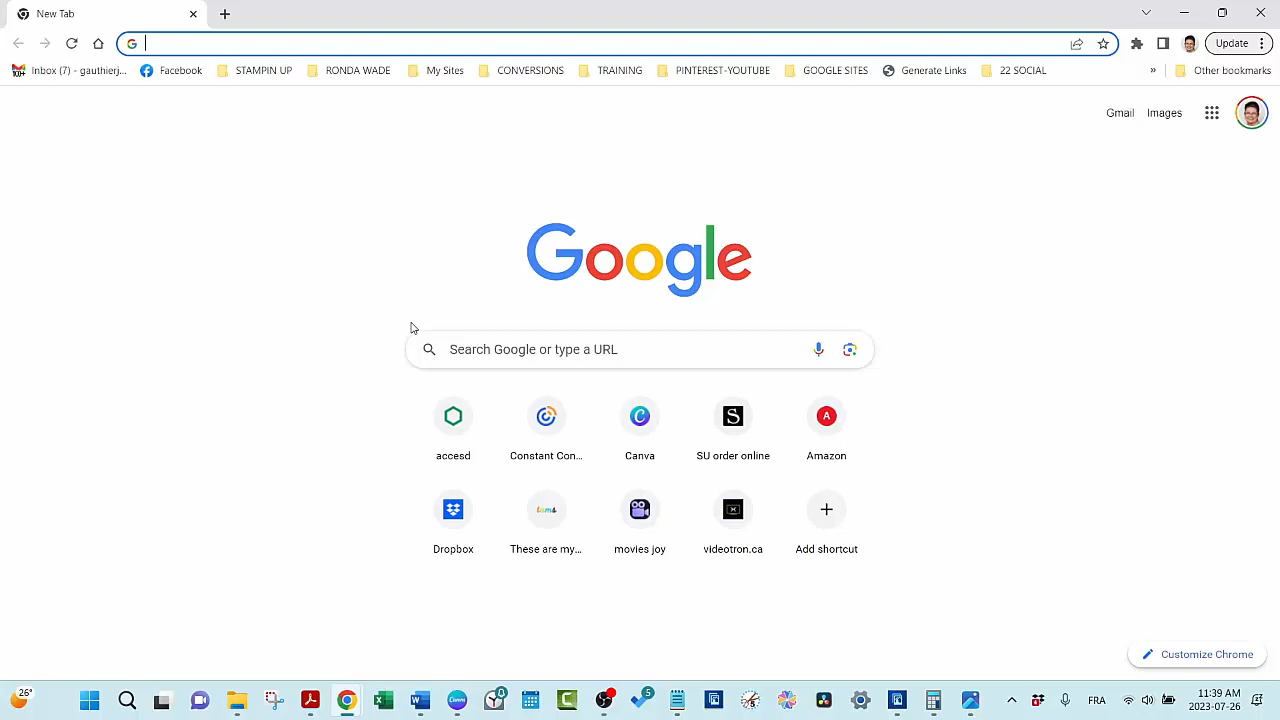 New Tab
Update
Inbox (7) - gauthierj...
Facebook
STAMPIN UP
RONDA WADE
My Sites
CONVERSIONS
TRAINING
PINTEREST-YOUTUBE
GOOGLE SITES
Generate Links
22 SOCIAL
»
Other bookmarks
Gmail
Images
Google
Search Google or type a URL
accesd
Constant Con...
Canva
SU order online
Amazon
Dropbox
These are my...
movies joy
videotron.ca
Add shortcut
Customize Chrome
26°
0
5
FRA
11:39 AM
2023-07-26